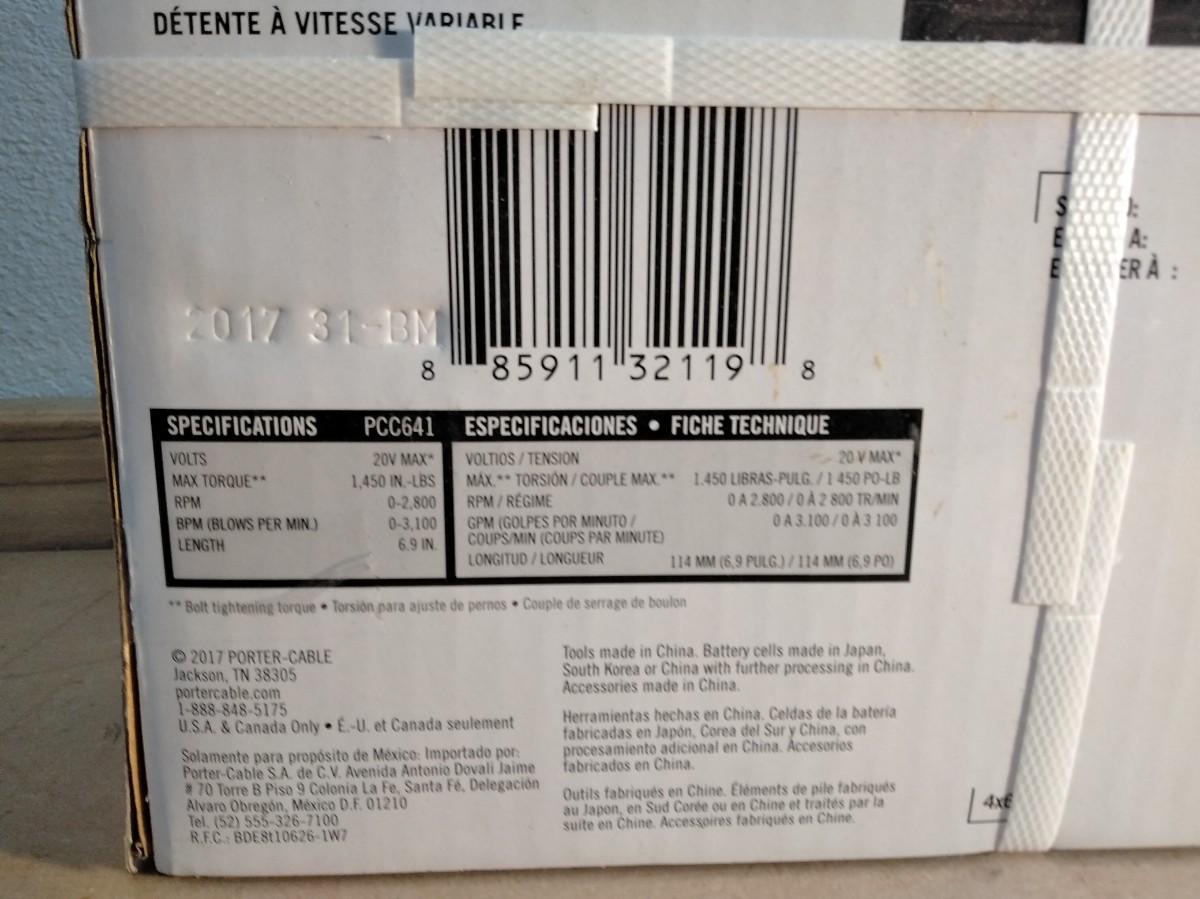 DÉTENTE À VITESSE VARIABLE
2017 31-BM
8 85911 32119 8
A:
ER À :
SPECIFICATIONS PCC641
VOLTS 20V MAX*
MAX TORQUE** 1,450 IN.-LBS
RPM 0-2,800
BPM (BLOWS PER MIN.) 0-3,100
LENGTH 6.9 IN.
ESPECIFICACIONES • FICHE TECHNIQUE
VOLTIOS / TENSION 20 V MAX*
MÁX.** TORSIÓN / COUPLE MAX.** 1.450 LIBRAS-PULG. / 1 450 PO-LB
RPM / RÉGIME 0 A 2.800 / 0 À 2 800 TR/MIN
GPM (GOLPES POR MINUTO / 0 A 3.100 / 0 À 3 100
COUPS/MIN (COUPS PAR MINUTE)
LONGITUD / LONGUEUR 114 MM (6,9 PULG.) / 114 MM (6,9 PO)
** Bolt tightening torque • Torsión para ajuste de pernos • Couple de serrage de boulon
© 2017 PORTER-CABLE
Jackson, TN 38305
portercable.com
1-888-848-5175
U.S.A. & Canada Only • É.-U. et Canada seulement
Solamente para propósito de México: Importado por:
Porter-Cable S.A. de C.V. Avenida Antonio Dovali Jaime
# 70 Torre B Piso 9 Colonia La Fe, Santa Fé, Delegación
Alvaro Obregón, México D.F. 01210
Tel. (52) 555-326-7100
R.F.C.: BDE8t10626-1W7
Tools made in China. Battery cells made in Japan,
South Korea or China with further processing in China.
Accessories made in China.
Herramientas hechas en China. Celdas de la batería
fabricadas en Japón, Corea del Sur y China, con
procesamiento adicional en China. Accesorios
fabricados en China.
Outils fabriqués en Chine. Éléments de pile fabriqués
au Japon, en Sud Corée ou en Chine et traités par la
suite en Chine. Accessoires fabriqués en Chine.